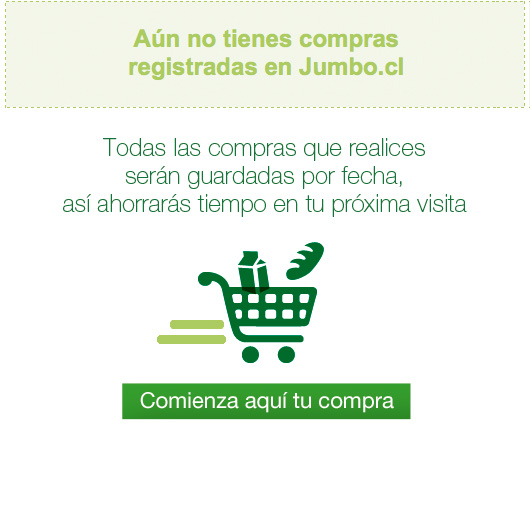 Aún no tienes compras
registradas en Jumbo.cl
Todas las compras que realices
serán guardadas por fecha,
así ahorrarás tiempo en tu próxima visita
Comienza aquí tu compra